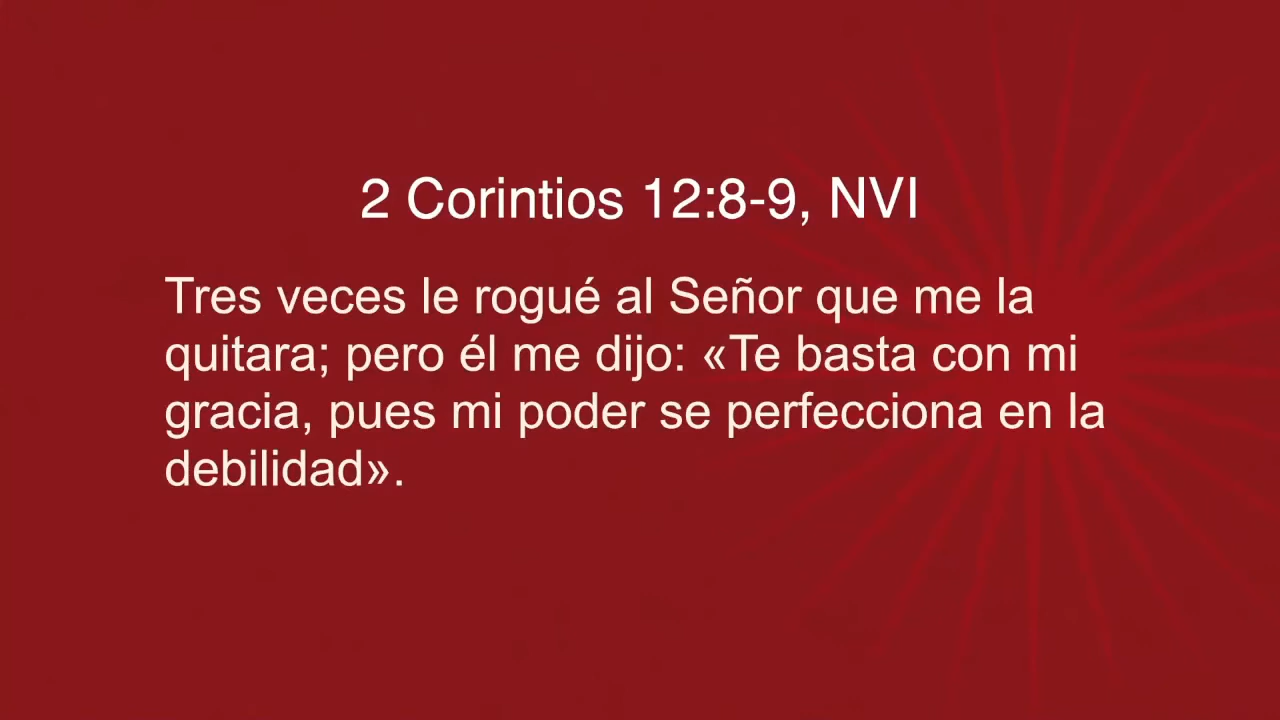 2 Corintios 12:8-9, NVI
Tres veces le rogué al Señor que me la
quitara; pero él me dijo: «Te basta con mi
gracia, pues mi poder se perfecciona en la
debilidad».